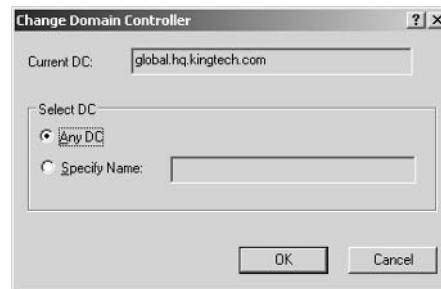 Change Domain Controller
Current DC: global.hq.kingtech.com
Select DC
Any DC
Specify Name:
OK Cancel